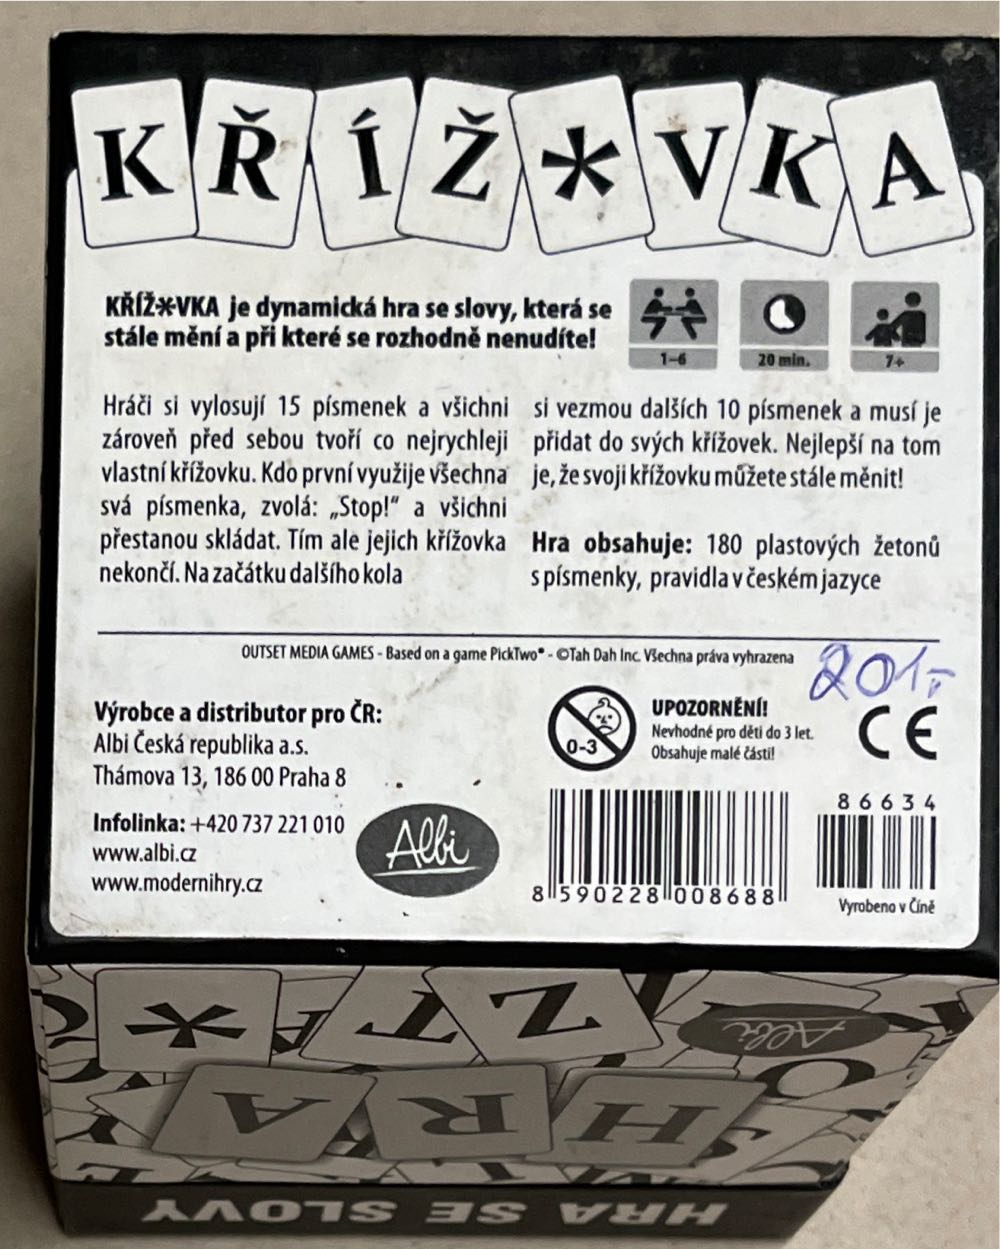 KŘÍŽ*VKA
KŘÍŽ*VKA je dynamická hra se slovy, která se
stále mění a při které se rozhodně nenudíte!
1–6
20 min.
7+
Hráči si vylosují 15 písmenek a všichni
zároveň před sebou tvoří co nejrychleji
vlastní křížovku. Kdo první využije všechna
svá písmenka, zvolá: „Stop!“ a všichni
přestanou skládat. Tím ale jejich křížovka
nekončí. Na začátku dalšího kola
si vezmou dalších 10 písmenek a musí je
přidat do svých křížovek. Nejlepší na tom
je, že svoji křížovku můžete stále měnit!
Hra obsahuje: 180 plastových žetonů
s písmenky, pravidla v českém jazyce
OUTSET MEDIA GAMES - Based on a game PickTwo® - ©Tah Dah Inc. Všechna práva vyhrazena
201,-
Výrobce a distributor pro ČR:
Albi Česká republika a.s.
Thámova 13, 186 00 Praha 8
Infolinka: +420 737 221 010
www.albi.cz
www.modernihry.cz
Albi
0-3
UPOZORNĚNÍ!
Nevhodné pro děti do 3 let.
Obsahuje malé části!
CE
8 590228 008688
86634
Vyrobeno v Číně
* T Z
Albi
HRA
HRA SE SLOVY